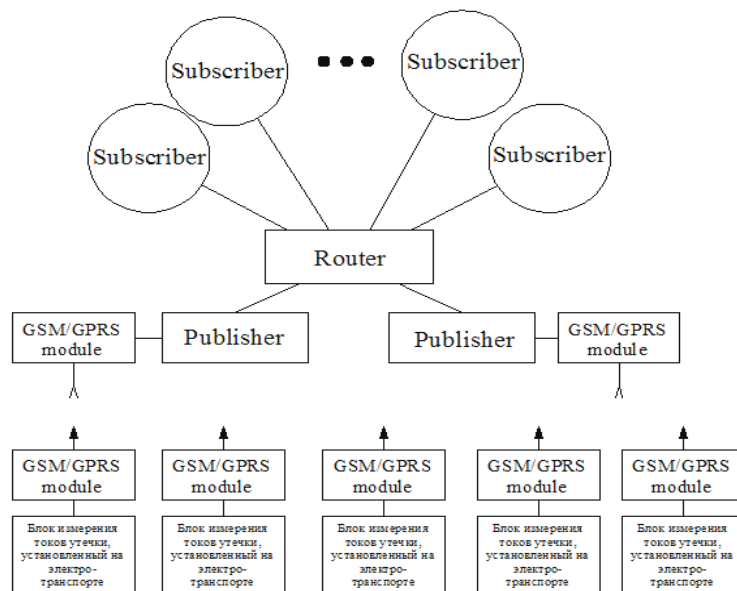 Subscriber
Subscriber
Subscriber
Subscriber
Router
GSM/GPRS
module
Publisher
Publisher
GSM/GPRS
module
GSM/GPRS
module
GSM/GPRS
module
GSM/GPRS
module
GSM/GPRS
module
GSM/GPRS
module
Блок измерения
токов утечки,
установленный на
электро-
транспорте
Блок измерения
токов утечки,
установленный на
электро-
транспорте
Блок измерения
токов утечки,
установленный на
электро-
транспорте
Блок измерения
токов утечки,
установленный на
электро-
транспорте
Блок измерения
токов утечки,
установленный на
электро-
транспорте